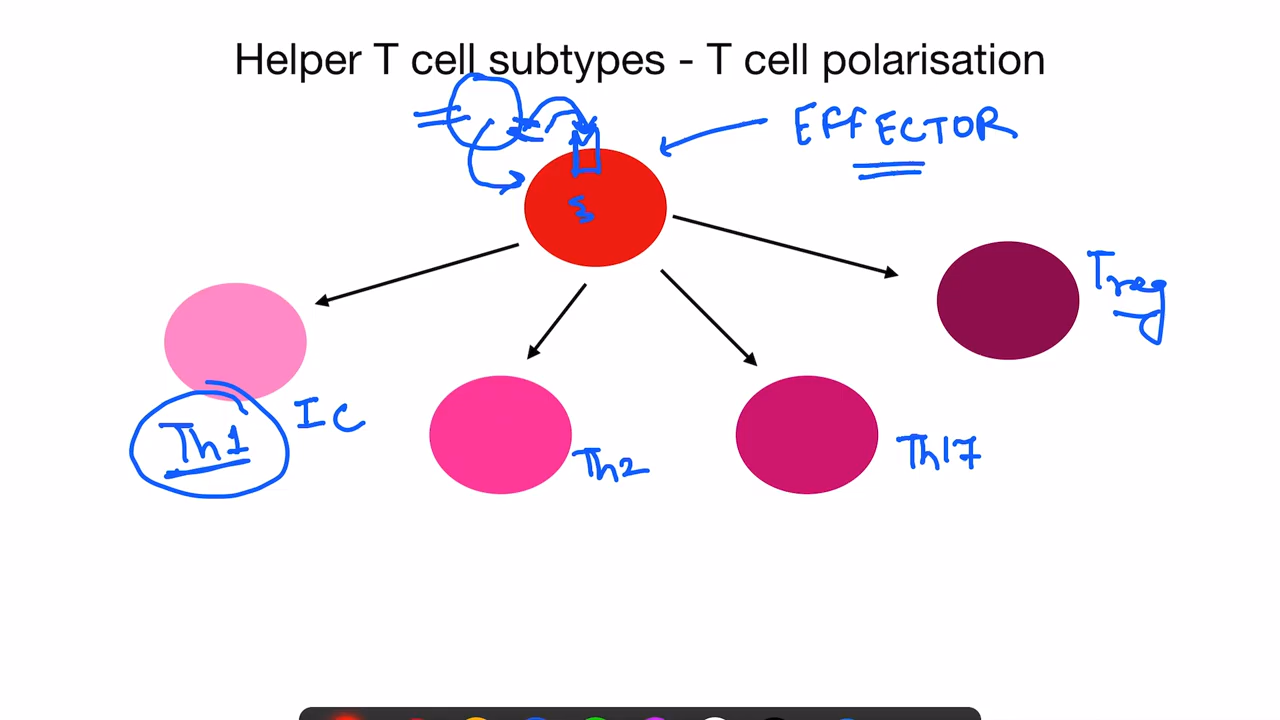 Helper T cell subtypes - T cell polarisation
EFFECTOR
Treg
Th1
IC
Th2
Th17